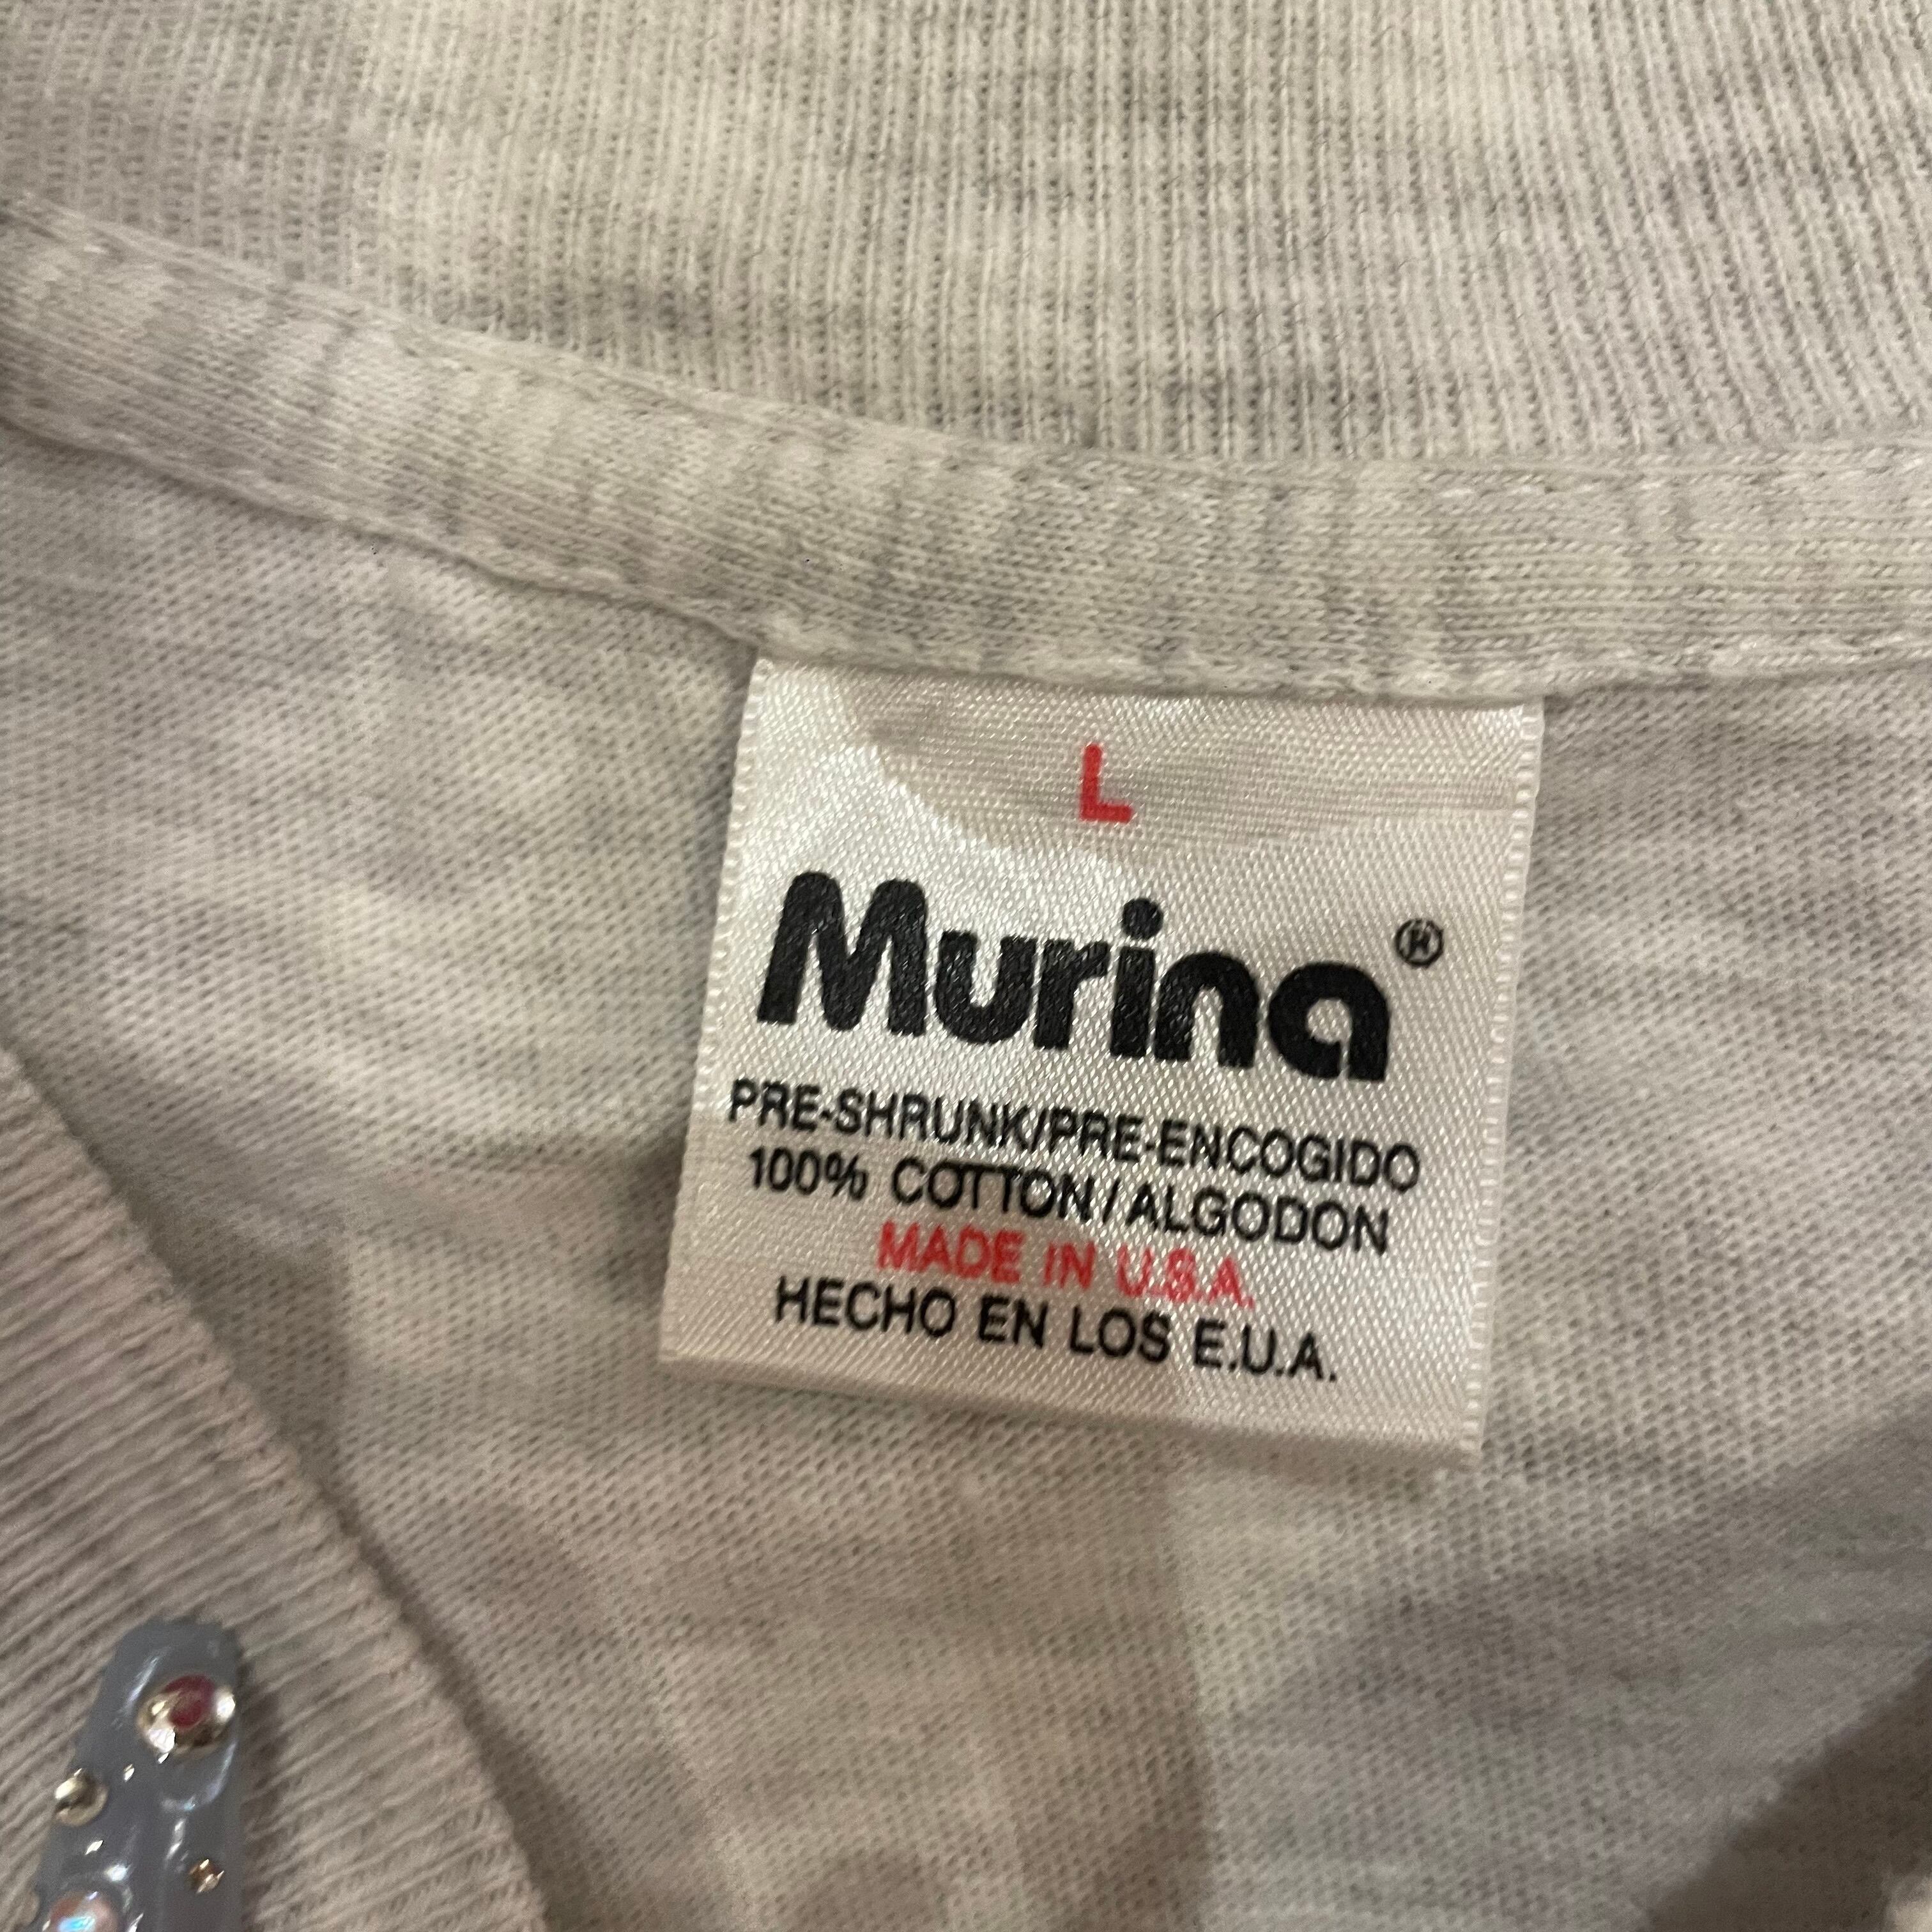 L
Murina®
PRE-SHRUNK/PRE-ENCOGIDO
100% COTTON/ALGODON
MADE IN U.S.A.
HECHO EN LOS E.U.A.